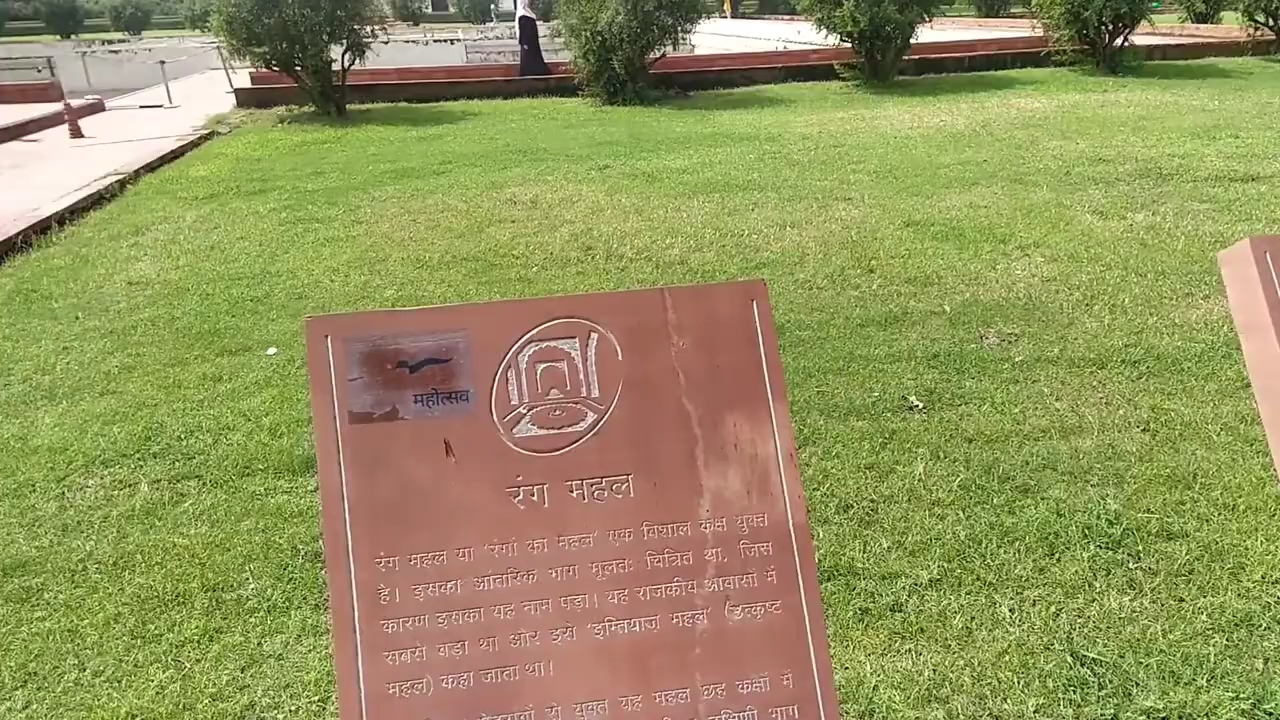 महोत्सव
रंग महल
रंग महल या 'रंगों का महल' एक विशाल कक्ष युक्त
है। इसका आंतरिक भाग मूलतः चित्रित था, जिस
कारण इसका यह नाम पड़ा। यह राजकीय आवासों में
सबसे बड़ा था और इसे 'इम्तियाज़ महल' (उत्कृष्ट
महल) कहा जाता था।
से युक्त यह महल छह कक्षों में
दक्षिणी भाग